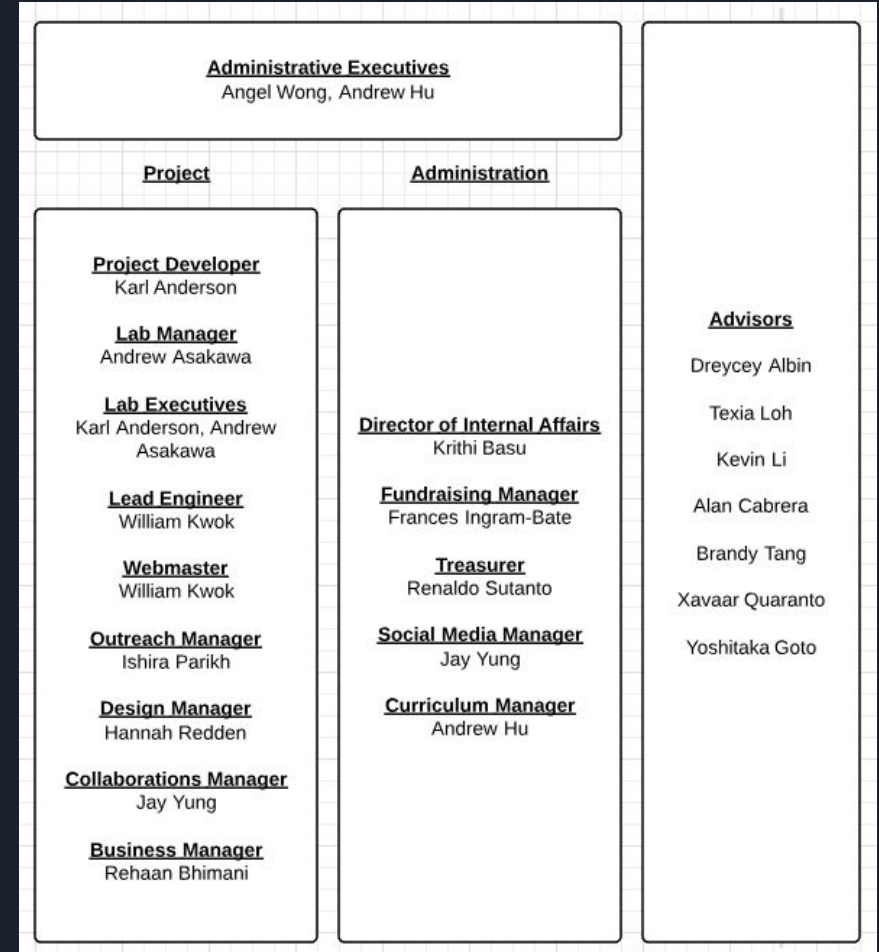 Administrative Executives
Angel Wong, Andrew Hu
Project
Project Developer
Karl Anderson
Lab Manager
Andrew Asakawa
Lab Executives
Karl Anderson, Andrew
Asakawa
Lead Engineer
William Kwok
Webmaster
William Kwok
Outreach Manager
Ishira Parikh
Design Manager
Hannah Redden
Collaborations Manager
Jay Yung
Business Manager
Rehaan Bhimani
Administration
Director of Internal Affairs
Krithi Basu
Fundraising Manager
Frances Ingram-Bate
Treasurer
Renaldo Sutanto
Social Media Manager
Jay Yung
Curriculum Manager
Andrew Hu
Advisors
Dreycey Albin
Texia Loh
Kevin Li
Alan Cabrera
Brandy Tang
Xavaar Quaranto
Yoshitaka Goto